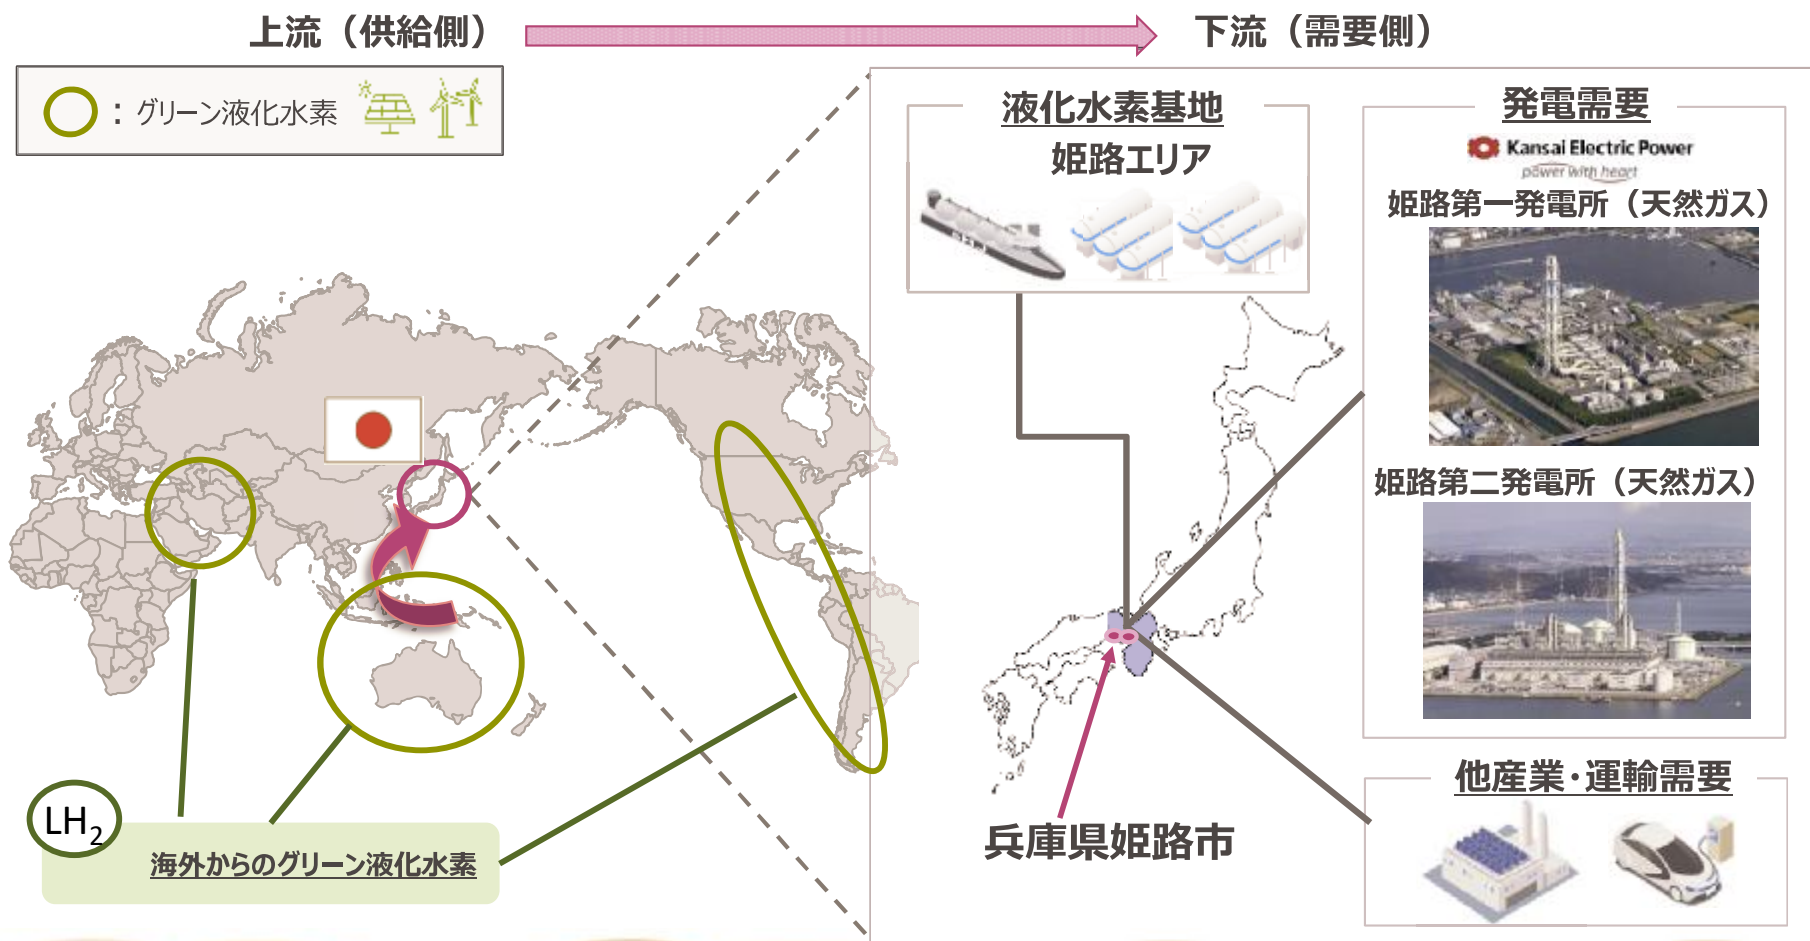 上流（供給側）
下流（需要側）
：グリーン液化水素
液化水素基地
姫路エリア
発電需要
Kansai Electric Power
power with heart
姫路第一発電所（天然ガス）
姫路第二発電所（天然ガス）
LH₂
海外からのグリーン液化水素
兵庫県姫路市
他産業・運輸需要